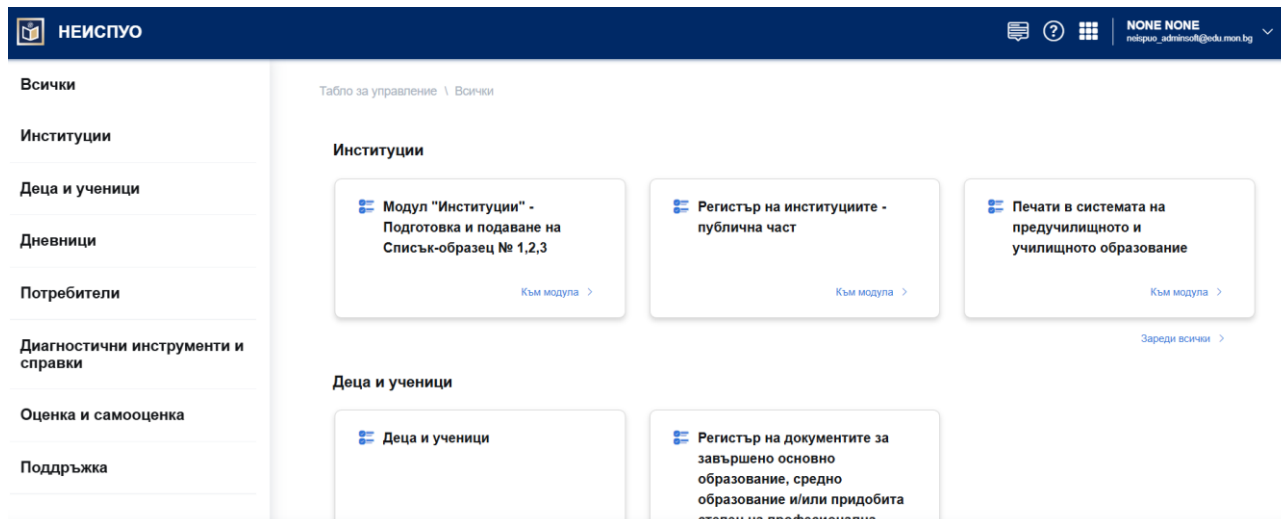 НЕИСПУО
NONE NONE
neispuo_adminsoft@edu.mon.bg
Всички
Институции
Деца и ученици
Дневници
Потребители
Диагностични инструменти и
справки
Оценка и самооценка
Поддръжка
Табло за управление \ Всички
Институции
Модул "Институции" -
Подготовка и подаване на
Списък-образец № 1,2,3
Към модула >
Регистър на институциите -
публична част
Към модула >
Печати в системата на
предучилищното и
училищното образование
Към модула >
Зареди всички >
Деца и ученици
Деца и ученици
Регистър на документите за
завършено основно
образование, средно
образование и/или придобита
степен на професионална